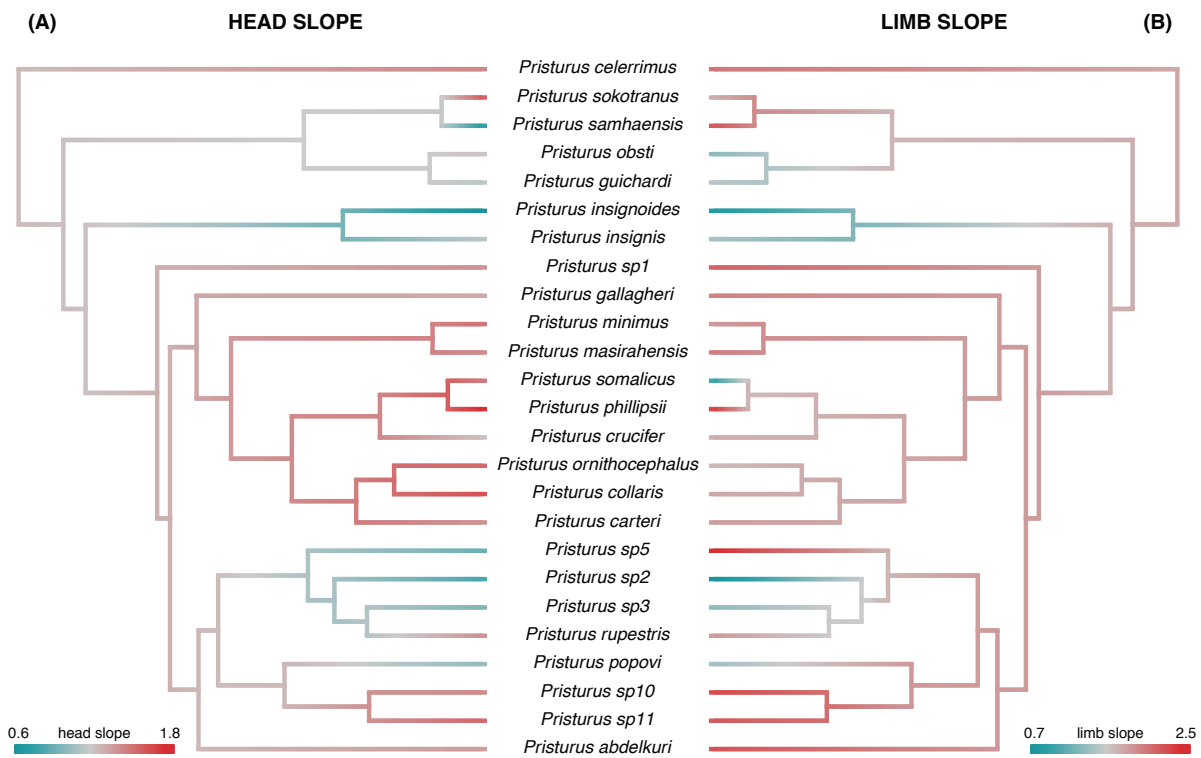 (A) HEAD SLOPE LIMB SLOPE (B)
Pristurus celerrimus
Pristurus sokotranus
Pristurus samhaensis
Pristurus obsti
Pristurus guichardi
Pristurus insignoides
Pristurus insignis
Pristurus sp1
Pristurus gallagheri
Pristurus minimus
Pristurus masirahensis
Pristurus somalicus
Pristurus phillipsii
Pristurus crucifer
Pristurus ornithocephalus
Pristurus collaris
Pristurus carteri
Pristurus sp5
Pristurus sp2
Pristurus sp3
Pristurus rupestris
Pristurus popovi
Pristurus sp10
Pristurus sp11
Pristurus abdelkuri
0.6 head slope 1.8
0.7 limb slope 2.5